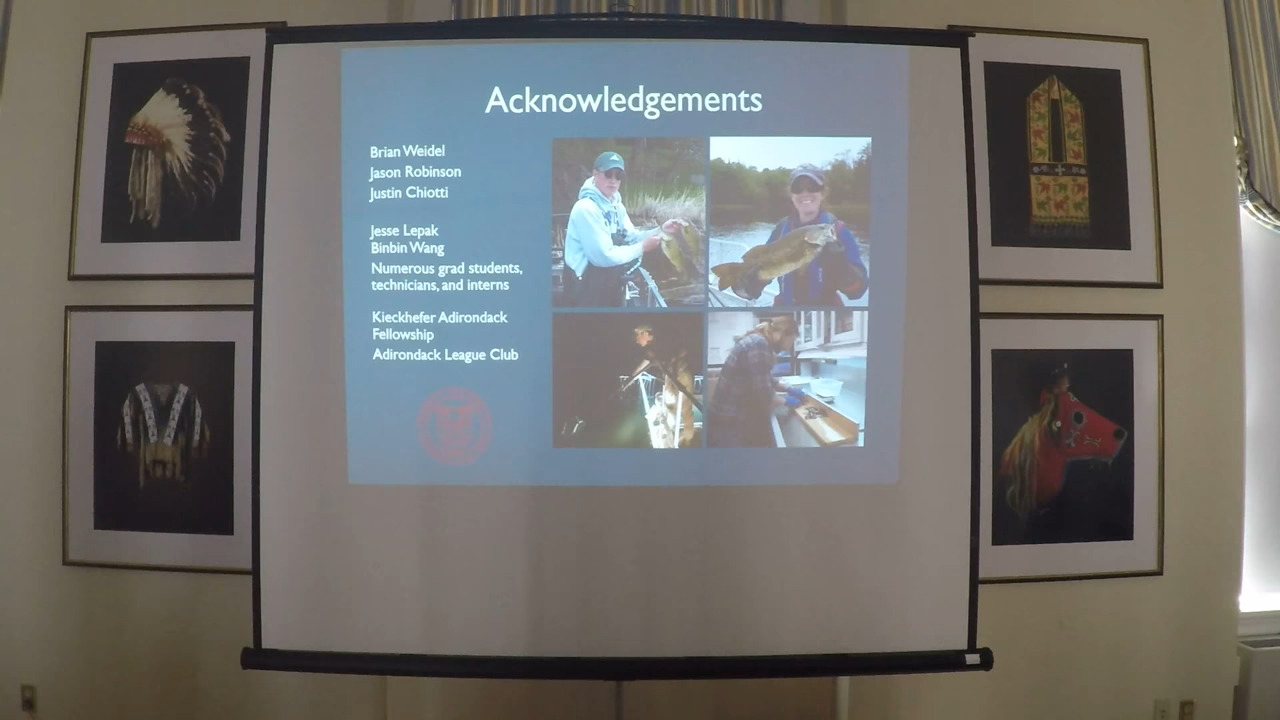 Acknowledgements
Brian Weidel
Jason Robinson
Justin Chiotti
Jesse Lepak
Binbin Wang
Numerous grad students,
technicians, and interns
Kieckhefer Adirondack
Fellowship
Adirondack League Club